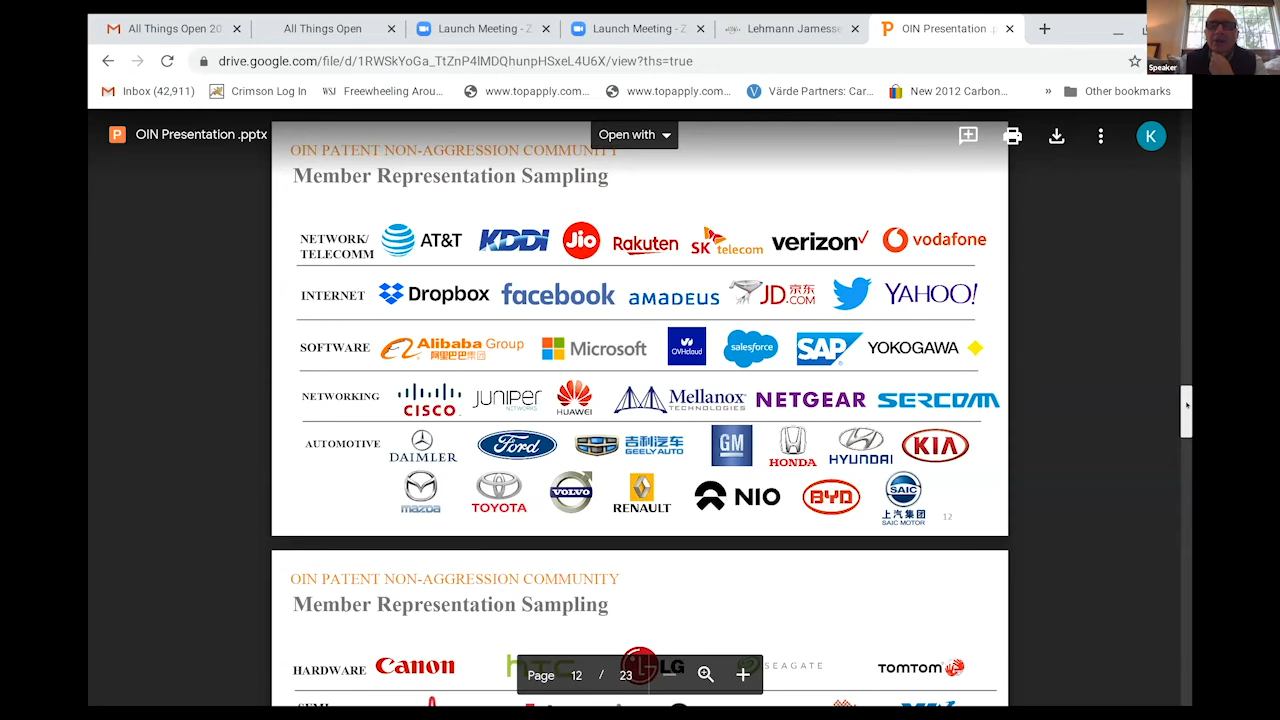 All Things Open 20
All Things Open
Launch Meeting - Z
Launch Meeting - Z
Lehmann Jamesse
OIN Presentation .p
drive.google.com/file/d/1RWSkYoGa_TtZnP4lMDQhunpHSxeL4U6X/view?ths=true
Inbox (42,911)
Crimson Log In
WSJ Freewheeling Arou...
www.topapply.com...
www.topapply.com...
Värde Partners: Car...
New 2012 Carbon...
»
Other bookmarks
Speaker
P OIN Presentation .pptx
Open with
K
OIN PATENT NON-AGGRESSION COMMUNITY
Member Representation Sampling
NETWORK/
TELECOMM
AT&T KDDI Jio Rakuten SK telecom verizon vodafone
INTERNET Dropbox facebook amadeus JD.COM 京东 YAHOO!
SOFTWARE Alibaba Group
阿里巴巴集团
Microsoft OVHcloud salesforce SAP YOKOGAWA
NETWORKING CISCO JUNIPER NETWORKS HUAWEI Mellanox TECHNOLOGIES NETGEAR SERCOMM
AUTOMOTIVE DAIMLER Ford 吉利汽车 GEELY AUTO GM HONDA HYUNDAI KIA
mazda TOYOTA VOLVO RENAULT NIO BYD SAIC
上汽集团
SAIC MOTOR
12
OIN PATENT NON-AGGRESSION COMMUNITY
Member Representation Sampling
HARDWARE Canon hTC LG SEAGATE TOMTOM
Page 12 / 23